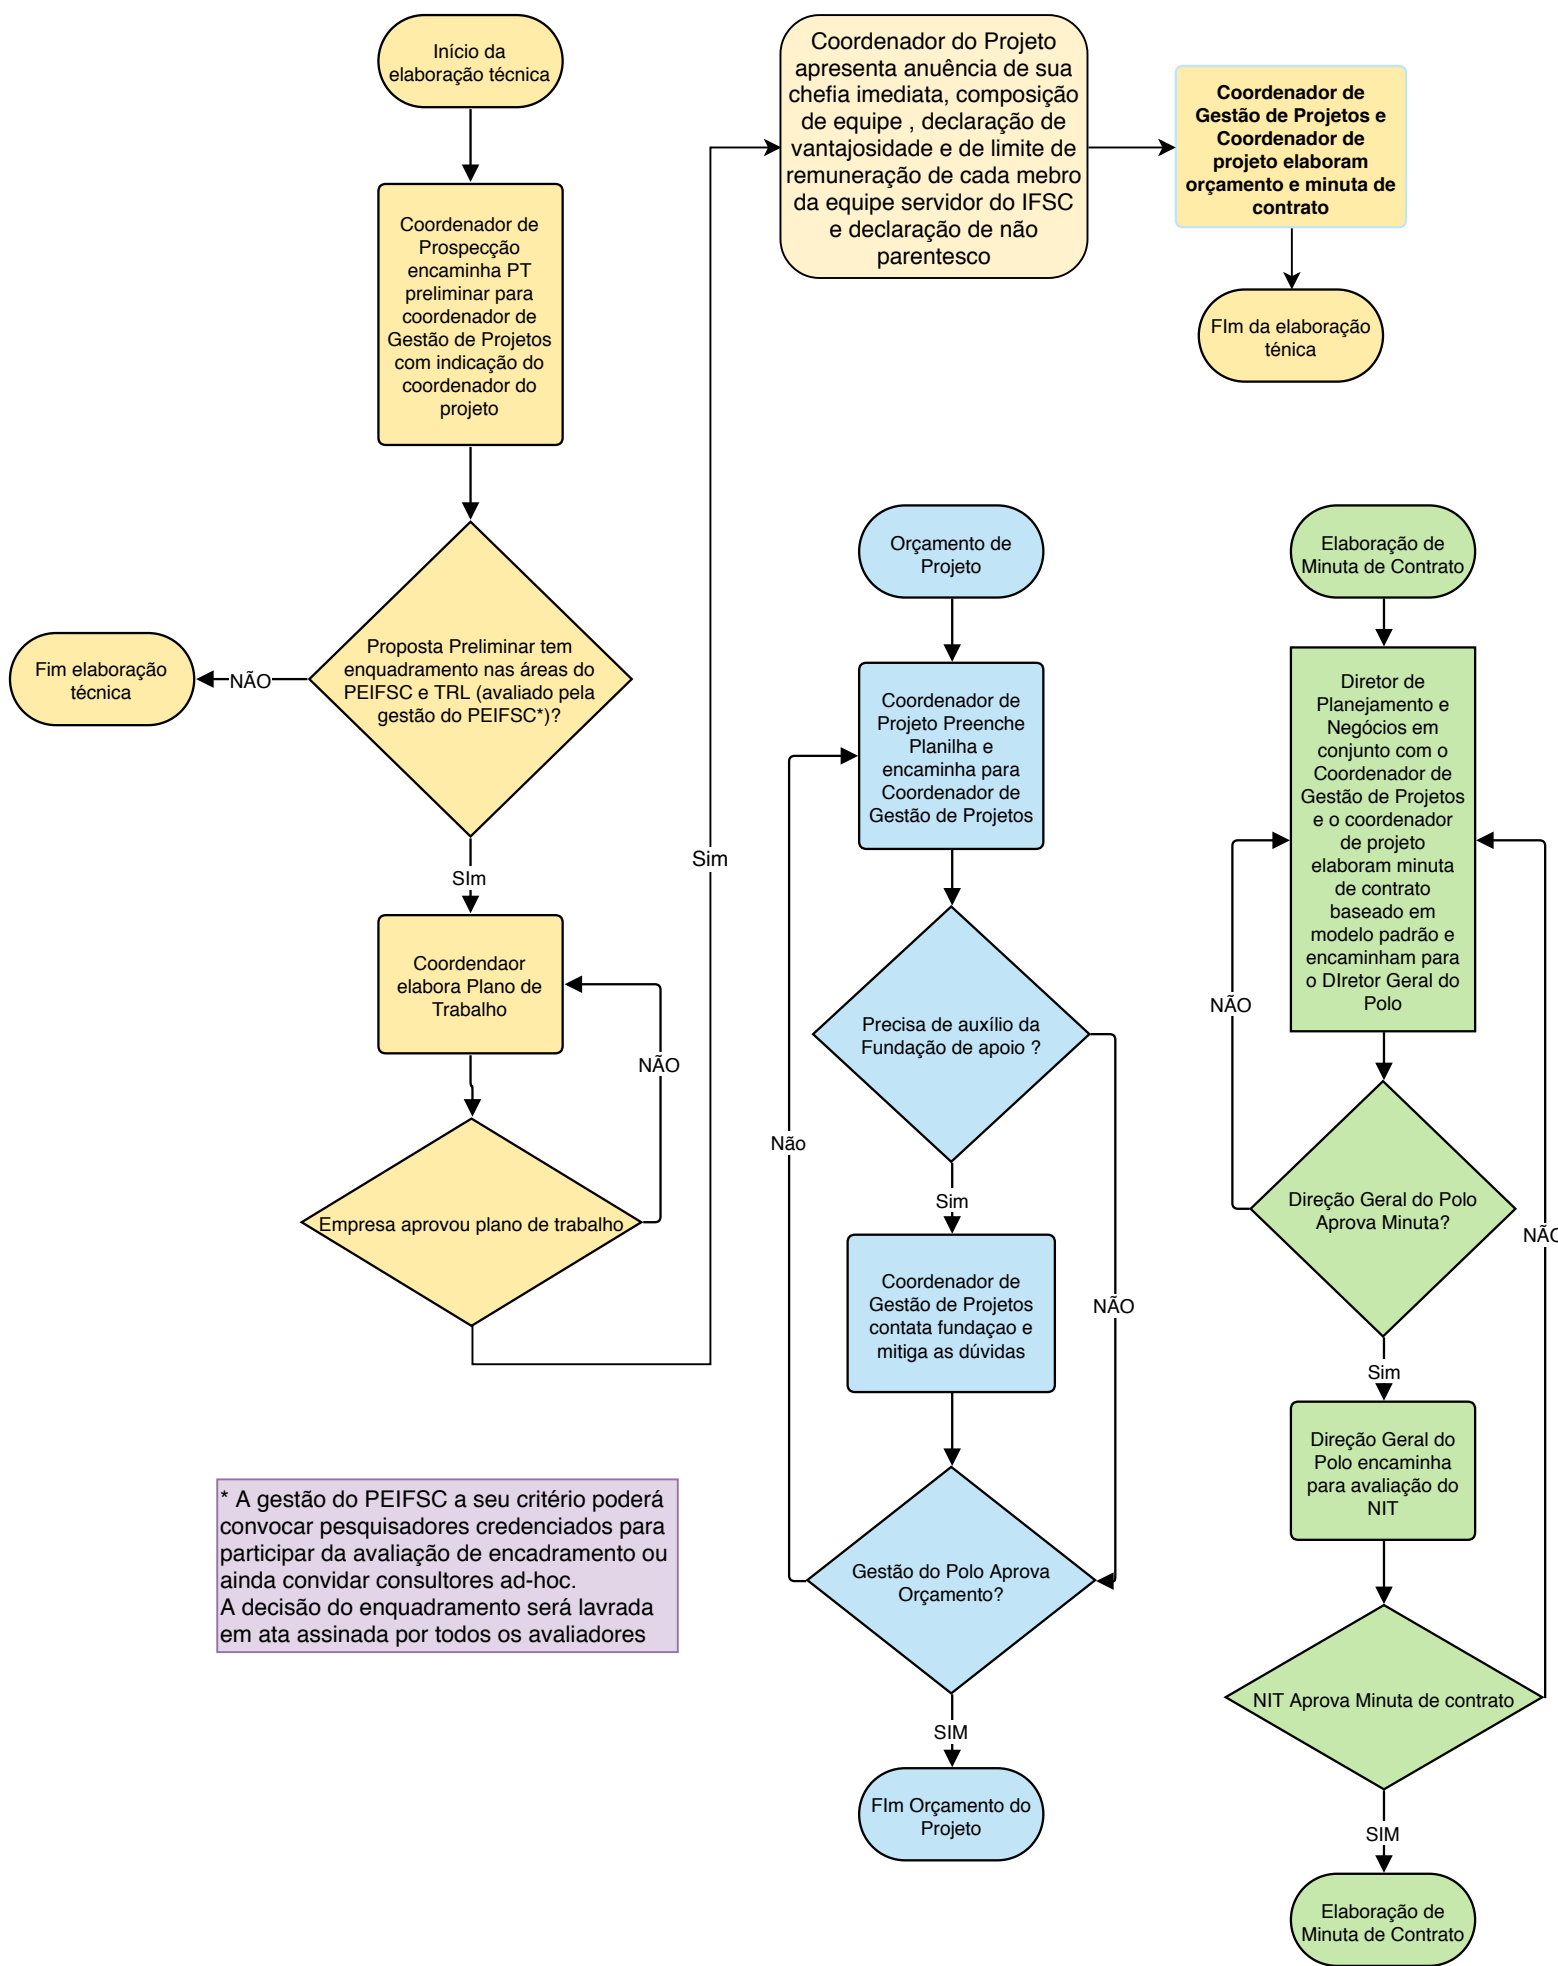 Início da
elaboração técnica
Coordenador de
Prospecção
encaminha PT
preliminar para
coordenador de
Gestão de Projetos
com indicação do
coordenador do
projeto
Proposta Preliminar tem
enquadramento nas áreas do
PEIFSC e TRL (avaliado pela
gestão do PEIFSC*)?
NÃO
Fim elaboração
técnica
SIm
Coordendaor
elabora Plano de
Trabalho
NÃO
Empresa aprovou plano de trabalho
Sim
Coordenador do Projeto
apresenta anuência de sua
chefia imediata, composição
de equipe , declaração de
vantajosidade e de limite de
remuneração de cada mebro
da equipe servidor do IFSC
e declaração de não
parentesco
Coordenador de
Gestão de Projetos e
Coordenador de
projeto elaboram
orçamento e minuta de
contrato
FIm da elaboração
ténica
* A gestão do PEIFSC a seu critério poderá
convocar pesquisadores credenciados para
participar da avaliação de encadramento ou
ainda convidar consultores ad-hoc.
A decisão do enquadramento será lavrada
em ata assinada por todos os avaliadores
Orçamento de
Projeto
Coordenador de
Projeto Preenche
Planilha e
encaminha para
Coordenador de
Gestão de Projetos
Precisa de auxílio da
Fundação de apoio ?
Não
Sim
NÃO
Coordenador de
Gestão de Projetos
contata fundaçao e
mitiga as dúvidas
Gestão do Polo Aprova
Orçamento?
SIM
FIm Orçamento do
Projeto
Elaboração de
Minuta de Contrato
Diretor de
Planejamento e
Negócios em
conjunto com o
Coordenador de
Gestão de Projetos
e o coordenador
de projeto
elaboram minuta
de contrato
baseado em
modelo padrão e
encaminham para
o DIretor Geral do
Polo
NÃO
Direção Geral do Polo
Aprova Minuta?
NÃO
Sim
Direção Geral do
Polo encaminha
para avaliação do
NIT
NIT Aprova Minuta de contrato
SIM
Elaboração de
Minuta de Contrato